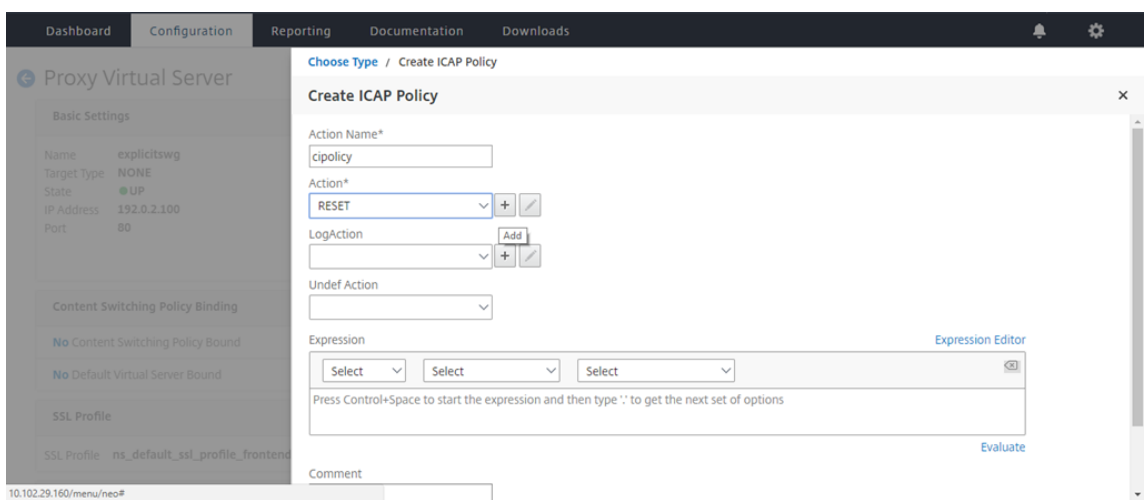 Dashboard Configuration Reporting Documentation Downloads
Choose Type / Create ICAP Policy
Proxy Virtual Server
Create ICAP Policy
Basic Settings
Name explicitswg
Target Type NONE
State UP
IP Address 192.0.2.100
Port 80
Content Switching Policy Binding
No Content Switching Policy Bound
No Default Virtual Server Bound
SSL Profile
SSL Profile ns_default_ssl_profile_frontend
Action Name*
cipolicy
Action*
RESET
Add
LogAction
Undef Action
Expression
Expression Editor
Select Select Select
Press Control+Space to start the expression and then type '.' to get the next set of options
Evaluate
Comment
10.102.29.160/menu/neo#